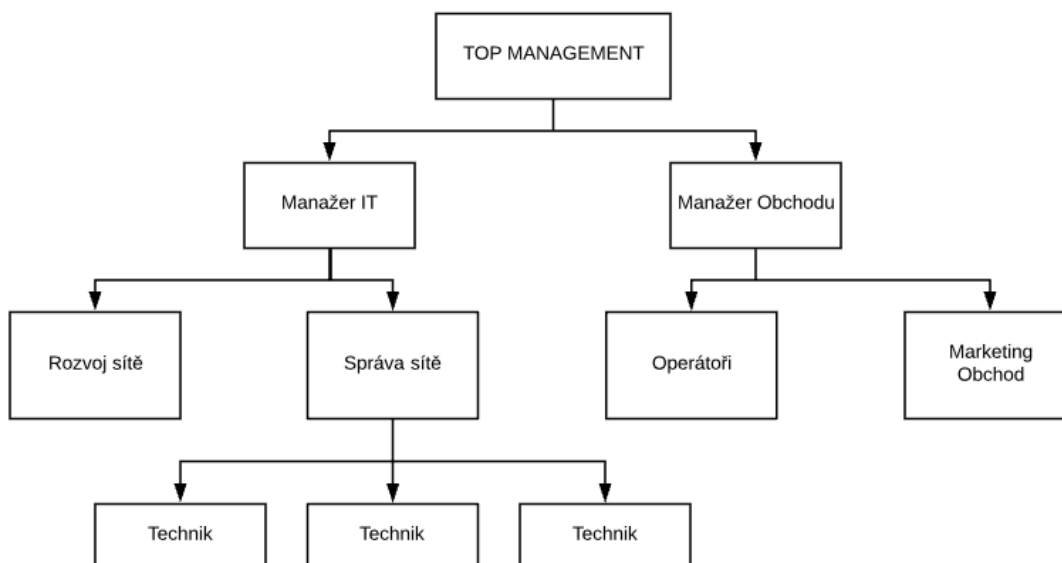 TOP MANAGEMENT
Manažer IT
Manažer Obchodu
Rozvoj sítě
Správa sítě
Operátoři
Marketing
Obchod
Technik
Technik
Technik